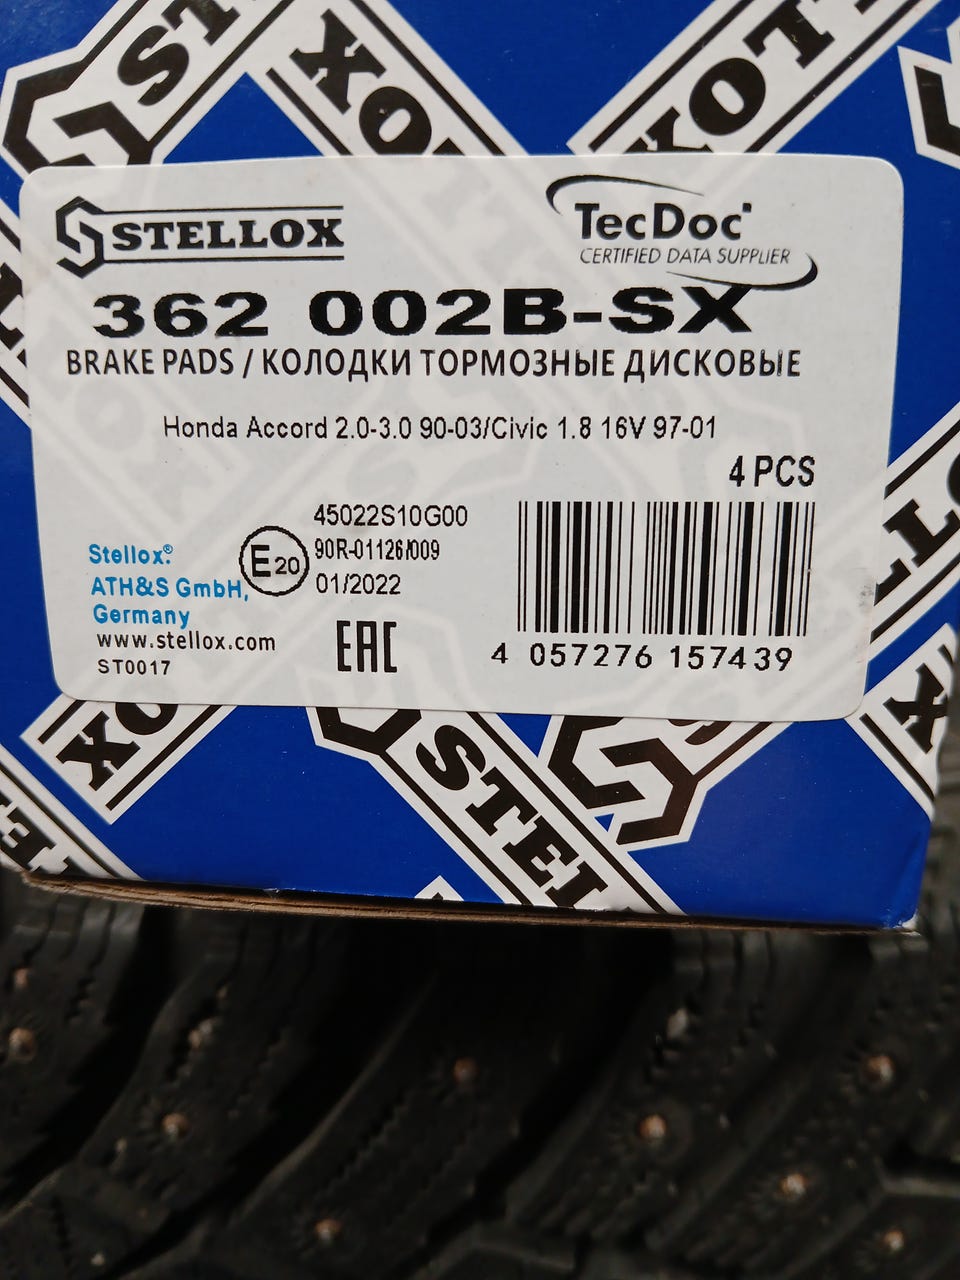 STELLOX
TecDoc
CERTIFIED DATA SUPPLIER
362 002B-SX
BRAKE PADS / КОЛОДКИ ТОРМОЗНЫЕ ДИСКОВЫЕ
Honda Accord 2.0-3.0 90-03/Civic 1.8 16V 97-01
4 PCS
45022S10G00
E20
90R-01126/009
01/2022
Stellox®
ATH&S GmbH,
Germany
www.stellox.com
ST0017
EAC
4 057276 157439
STEL